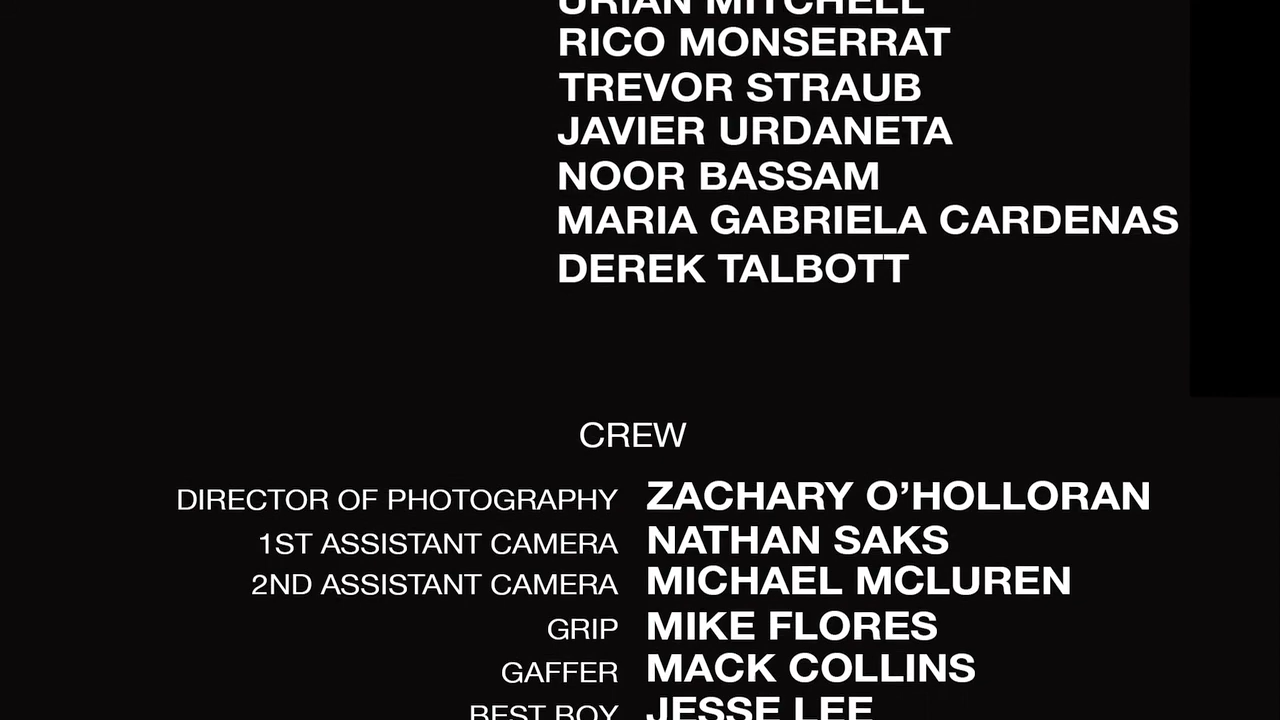 URIAN MITCHELL
RICO MONSERRAT
TREVOR STRAUB
JAVIER URDANETA
NOOR BASSAM
MARIA GABRIELA CARDENAS
DEREK TALBOTT
CREW
DIRECTOR OF PHOTOGRAPHY ZACHARY O’HOLLORAN
1ST ASSISTANT CAMERA NATHAN SAKS
2ND ASSISTANT CAMERA MICHAEL MCLUREN
GRIP MIKE FLORES
GAFFER MACK COLLINS
BEST BOY JESSE LEE